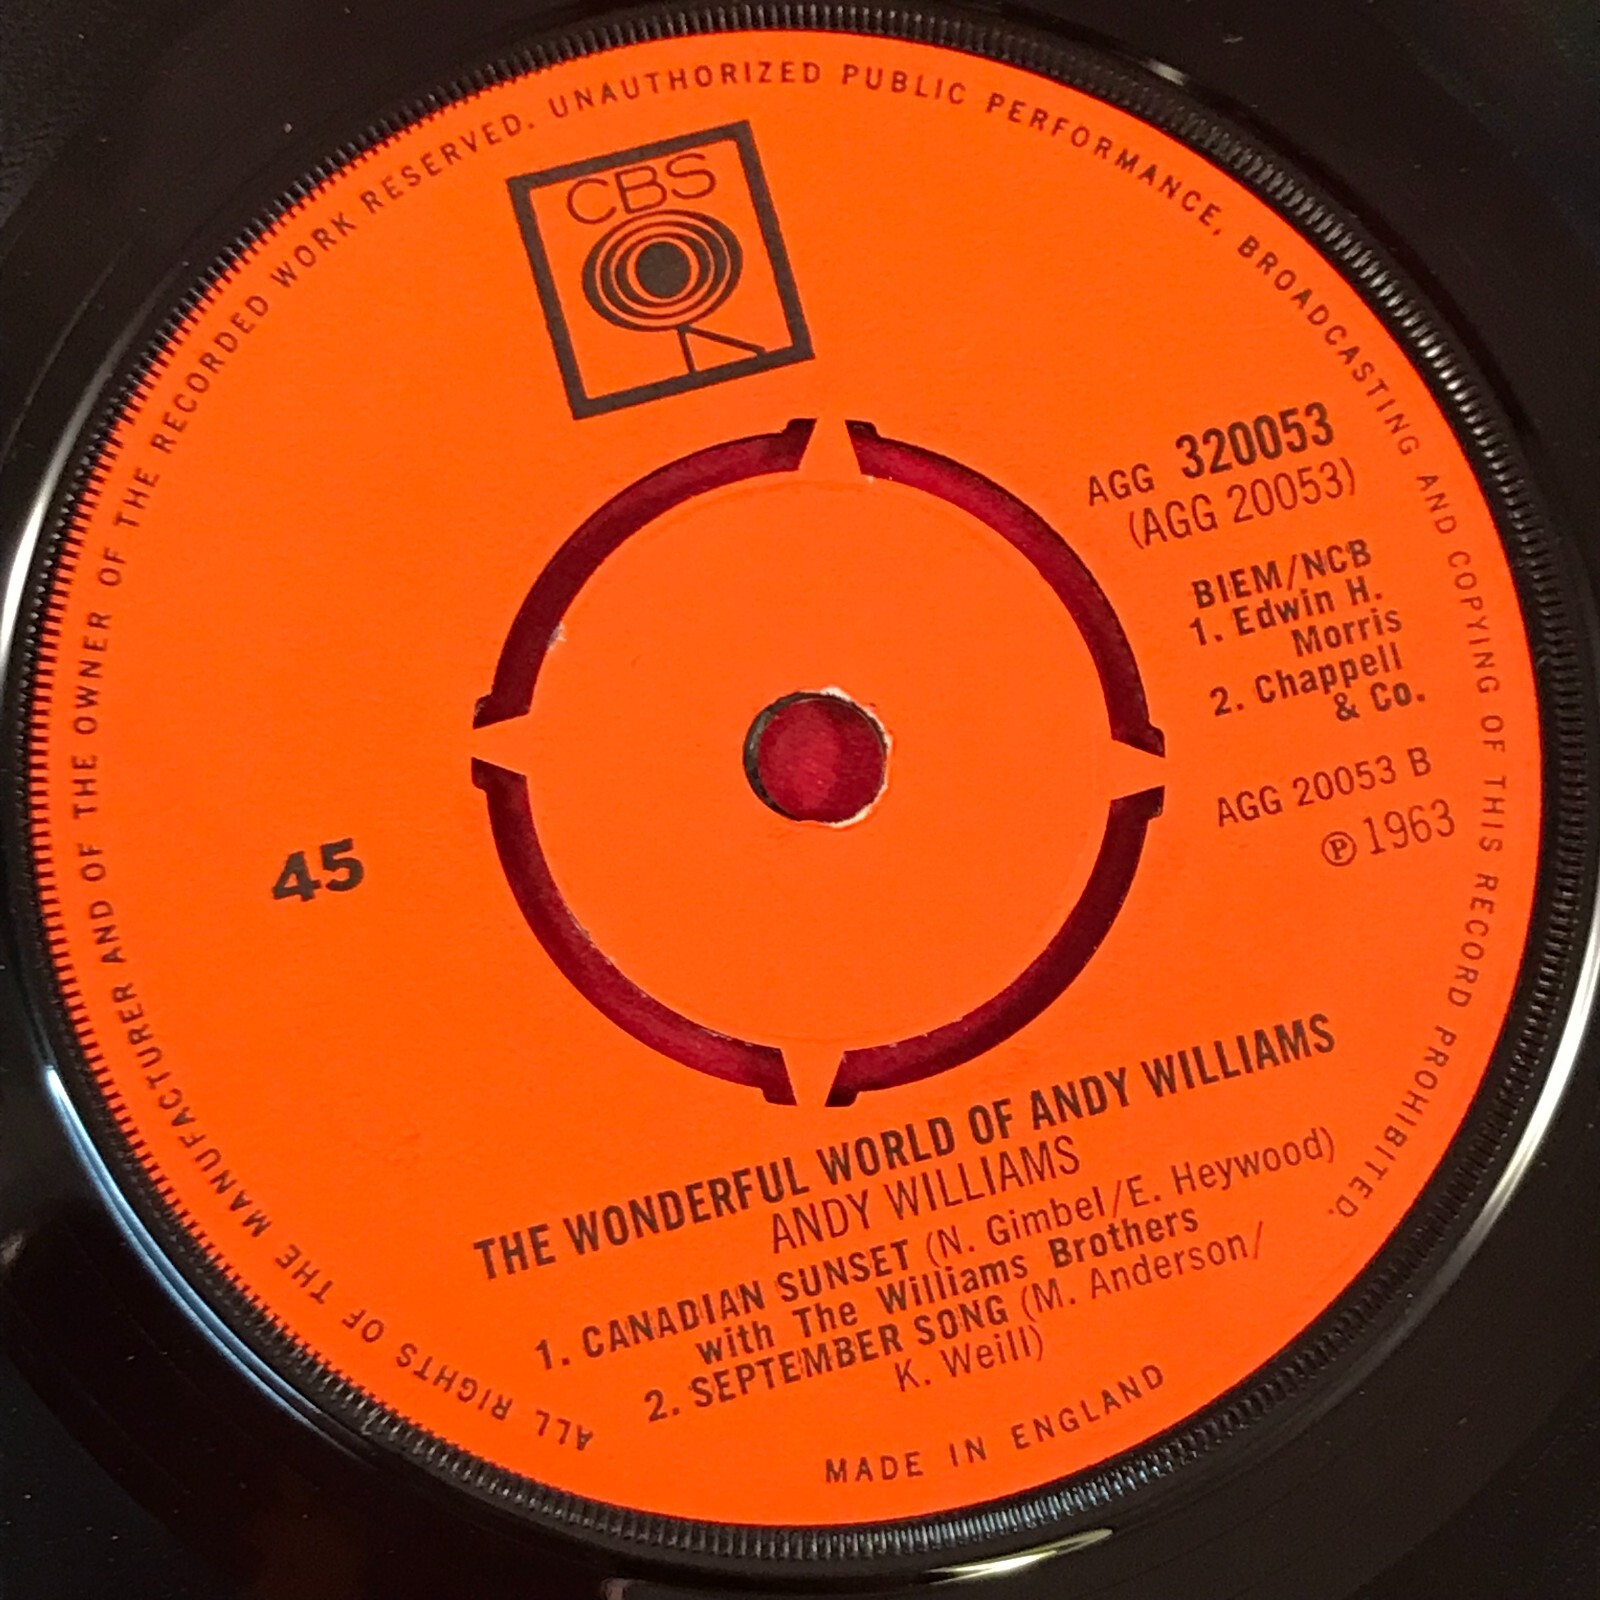 ALL RIGHTS OF THE MANUFACTURER AND OF THE OWNER OF THE RECORDED WORK RESERVED. UNAUTHORIZED PUBLIC PERFORMANCE, BROADCASTING AND COPYING OF THIS RECORD PROHIBITED.
CBS
AGG 320053
(AGG 20053)
BIEM/NCB
1. Edwin H.
Morris
2. Chappell
& Co.
AGG 20053 B
℗ 1963
45
THE WONDERFUL WORLD OF ANDY WILLIAMS
ANDY WILLIAMS
1. CANADIAN SUNSET (N. Gimbel/E. Heywood)
with The Williams Brothers
2. SEPTEMBER SONG (M. Anderson/
K. Weill)
MADE IN ENGLAND